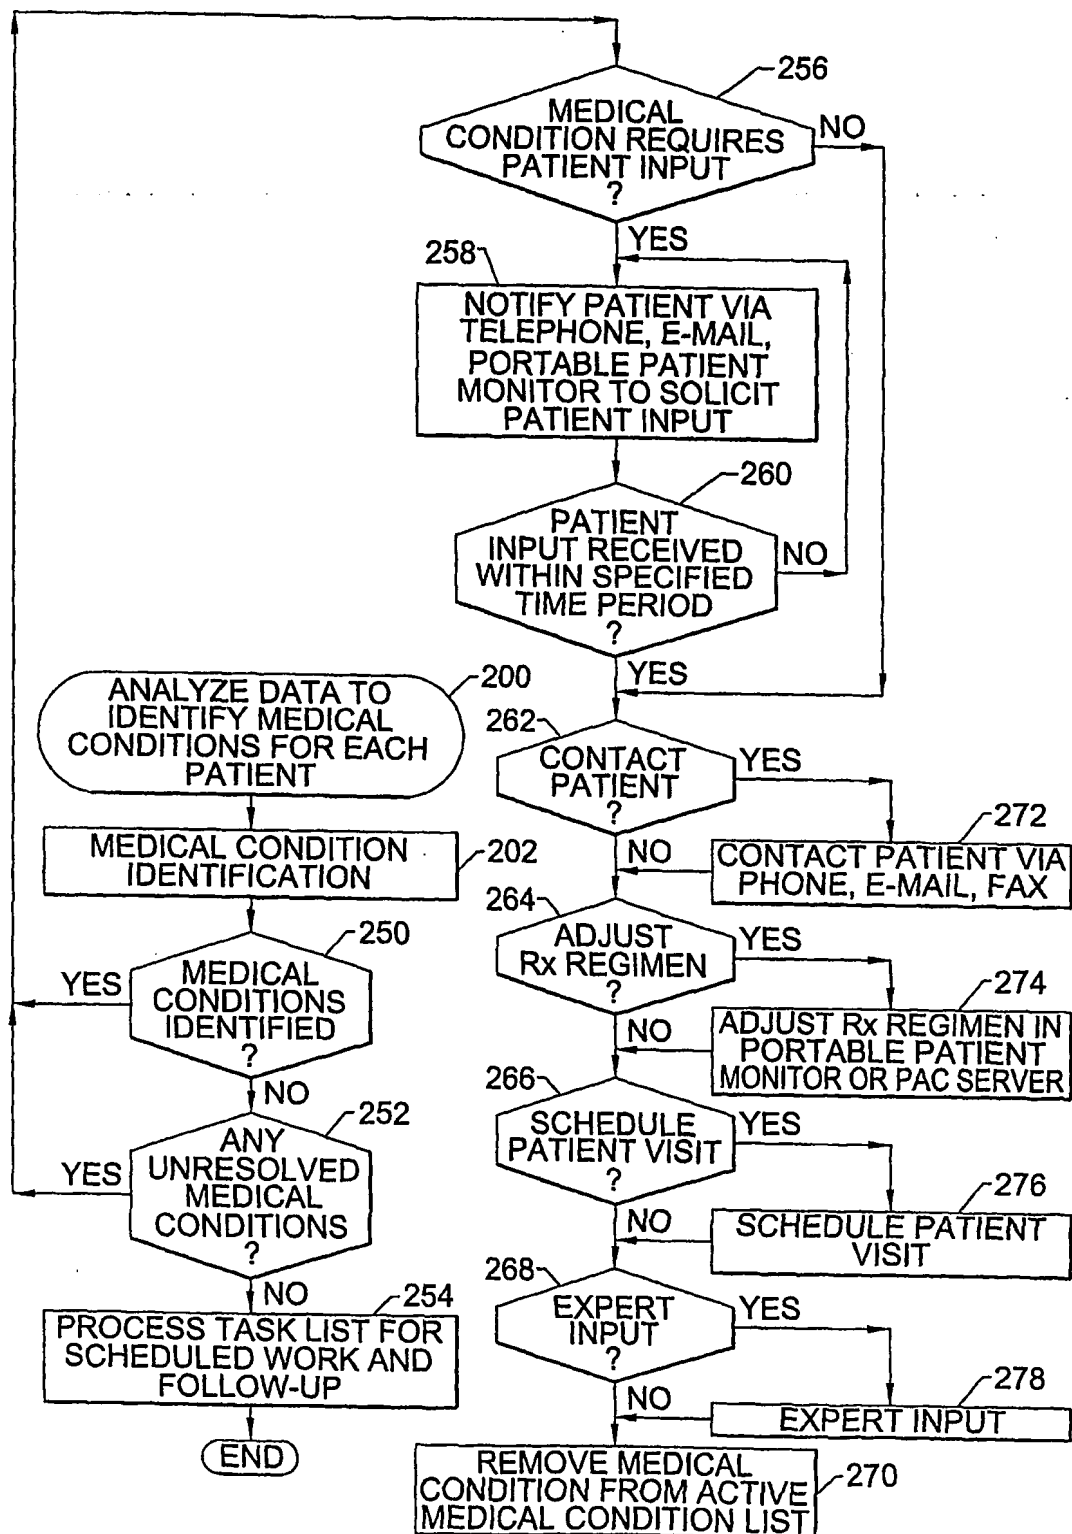 256
MEDICAL
CONDITION REQUIRES
PATIENT INPUT
?
NO
YES
258
NOTIFY PATIENT VIA
TELEPHONE, E-MAIL,
PORTABLE PATIENT
MONITOR TO SOLICIT
PATIENT INPUT
260
PATIENT
INPUT RECEIVED
WITHIN SPECIFIED
TIME PERIOD
?
NO
YES
200
ANALYZE DATA TO
IDENTIFY MEDICAL
CONDITIONS FOR EACH
PATIENT
202
MEDICAL CONDITION
IDENTIFICATION
250
MEDICAL
CONDITIONS
IDENTIFIED
?
YES
NO
252
ANY
UNRESOLVED
MEDICAL
CONDITIONS
?
YES
NO
254
PROCESS TASK LIST FOR
SCHEDULED WORK AND
FOLLOW-UP
END
262
CONTACT
PATIENT
?
YES
NO
272
CONTACT PATIENT VIA
PHONE, E-MAIL, FAX
264
ADJUST
Rx REGIMEN
?
YES
NO
274
ADJUST Rx REGIMEN IN
PORTABLE PATIENT
MONITOR OR PAC SERVER
266
SCHEDULE
PATIENT VISIT
?
YES
NO
276
SCHEDULE PATIENT
VISIT
268
EXPERT
INPUT
?
YES
NO
278
EXPERT INPUT
REMOVE MEDICAL
CONDITION FROM ACTIVE
MEDICAL CONDITION LIST
270